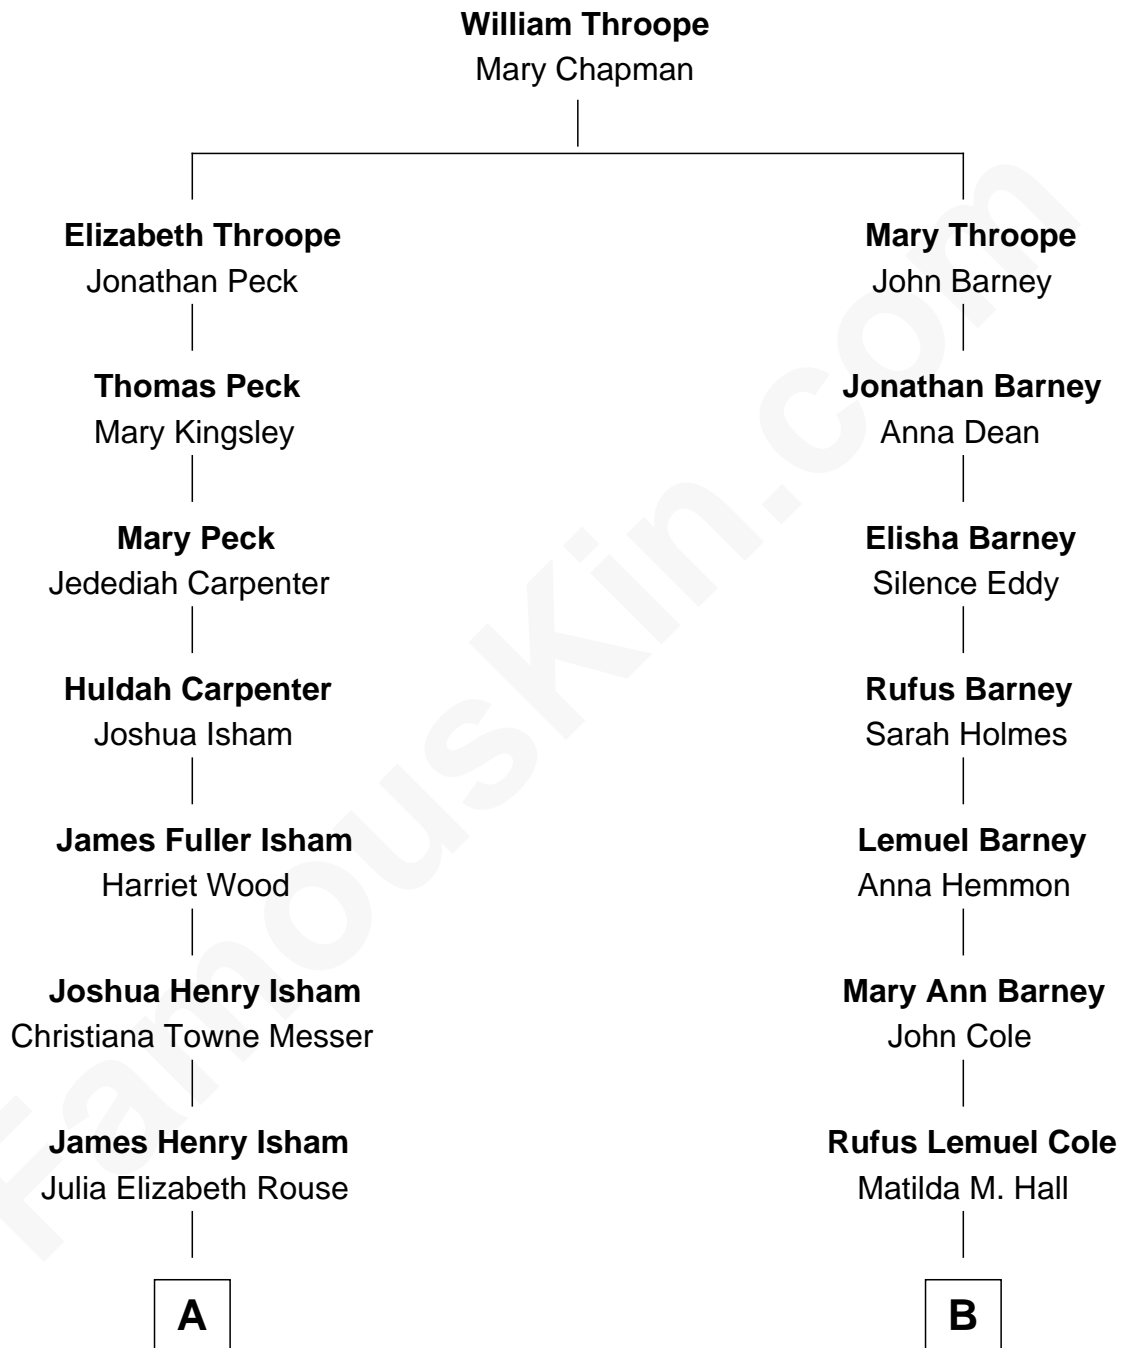 William Throope
Mary Chapman
Elizabeth Throope
Jonathan Peck
Mary Throope
John Barney
Thomas Peck
Mary Kingsley
Jonathan Barney
Anna Dean
Mary Peck
Jedediah Carpenter
Elisha Barney
Silence Eddy
Huldah Carpenter
Joshua Isham
Rufus Barney
Sarah Holmes
James Fuller Isham
Harriet Wood
Lemuel Barney
Anna Hemmon
Joshua Henry Isham
Christiana Towne Messer
Mary Ann Barney
John Cole
James Henry Isham
Julia Elizabeth Rouse
Rufus Lemuel Cole
Matilda M. Hall
A
B
FamousKin.com